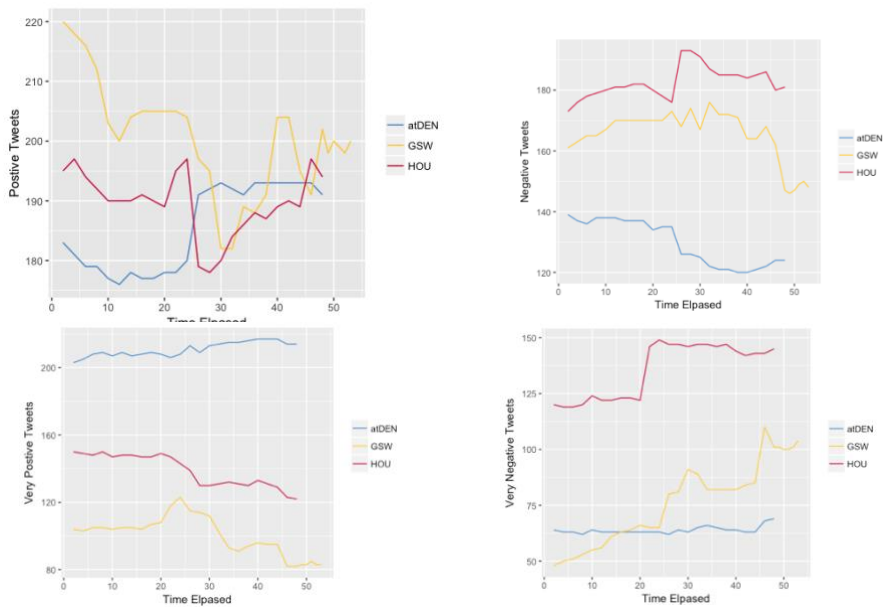 Postive Tweets
220
210
200
190
180
0
10
20
30
40
50
Time Elpased
atDEN
GSW
HOU
Negative Tweets
180
160
140
120
0
10
20
30
40
50
Time Elpased
atDEN
GSW
HOU
Very Postive Tweets
200
160
120
80
0
10
20
30
40
50
Time Elpased
atDEN
GSW
HOU
Very Negative Tweets
150
125
100
75
50
0
10
20
30
40
50
Time Elpased
atDEN
GSW
HOU